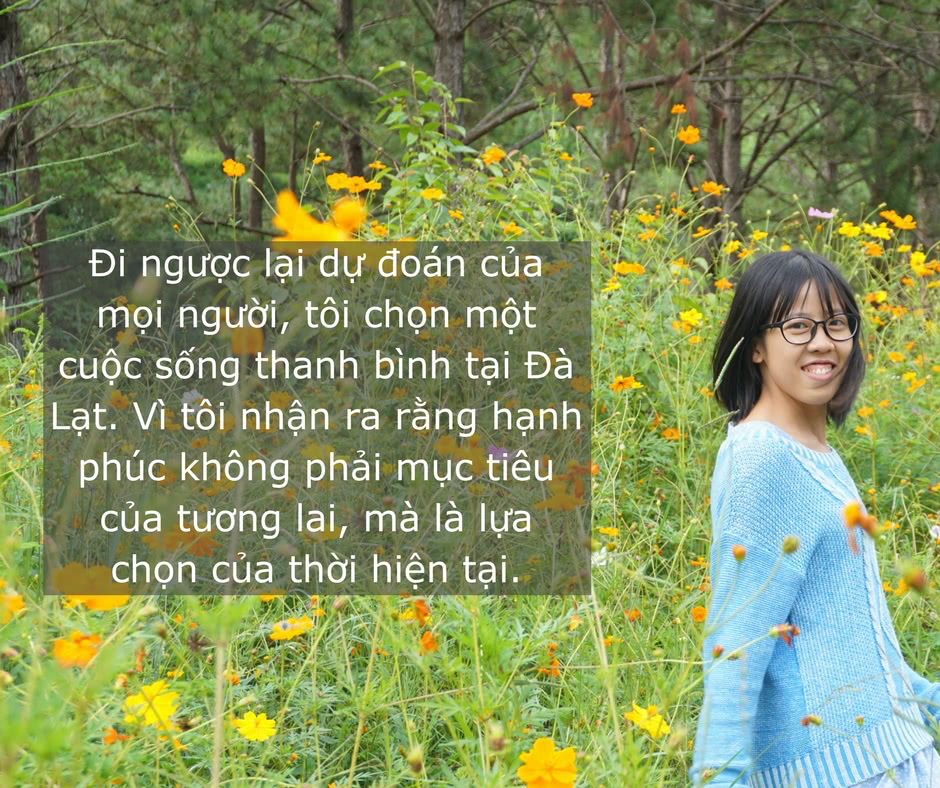 Đi ngược lại dự đoán của
mọi người, tôi chọn một
cuộc sống thanh bình tại Đà
Lạt. Vì tôi nhận ra rằng hạnh
phúc không phải mục tiêu
của tương lai, mà là lựa
chọn của thời hiện tại.